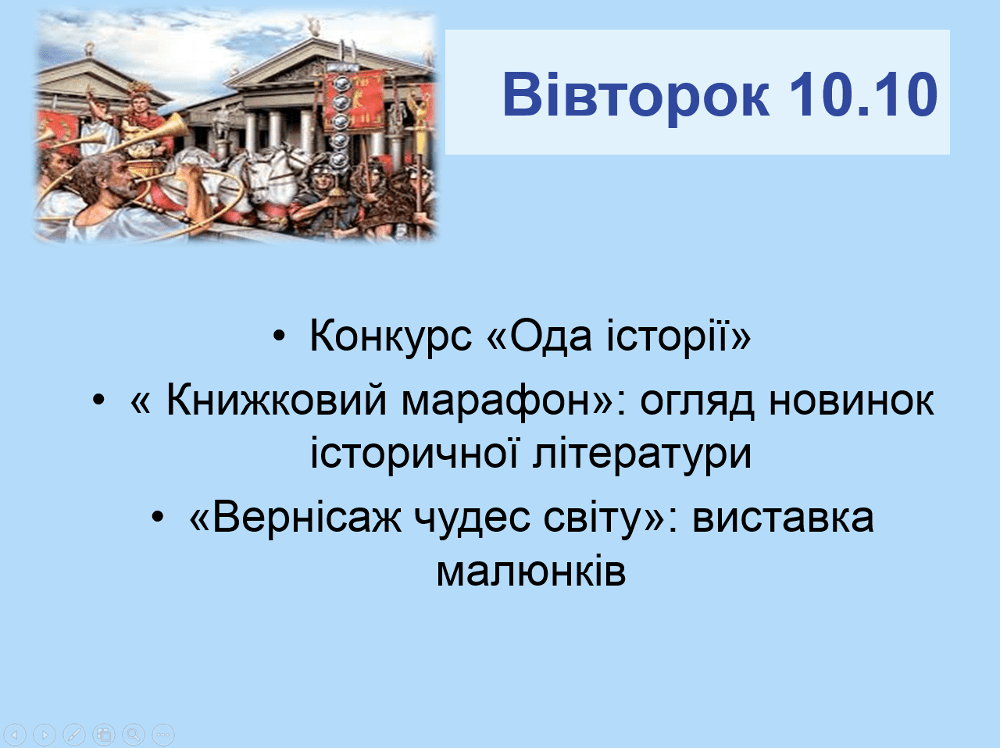 Вівторок 10.10
• Конкурс «Ода історії»
• « Книжковий марафон»: огляд новинок
історичної літератури
• «Вернісаж чудес світу»: виставка
малюнків